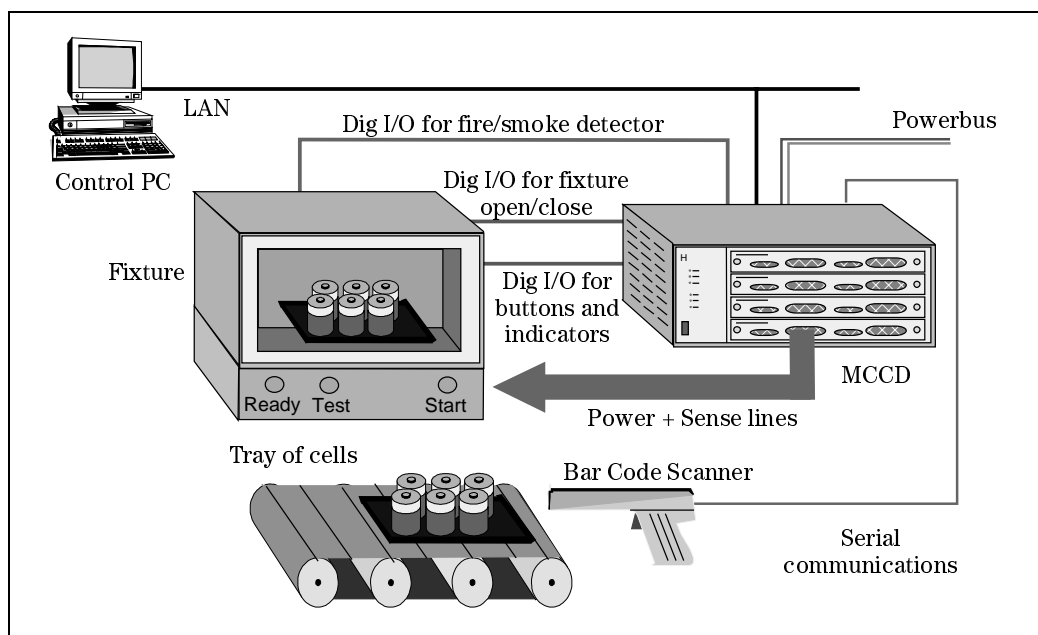 LAN
Dig I/O for fire/smoke detector
Powerbus
Control PC
Dig I/O for fixture
open/close
Fixture
H
Dig I/O for
buttons and
indicators
MCCD
Ready Test Start
Power + Sense lines
Tray of cells
Bar Code Scanner
Serial
communications